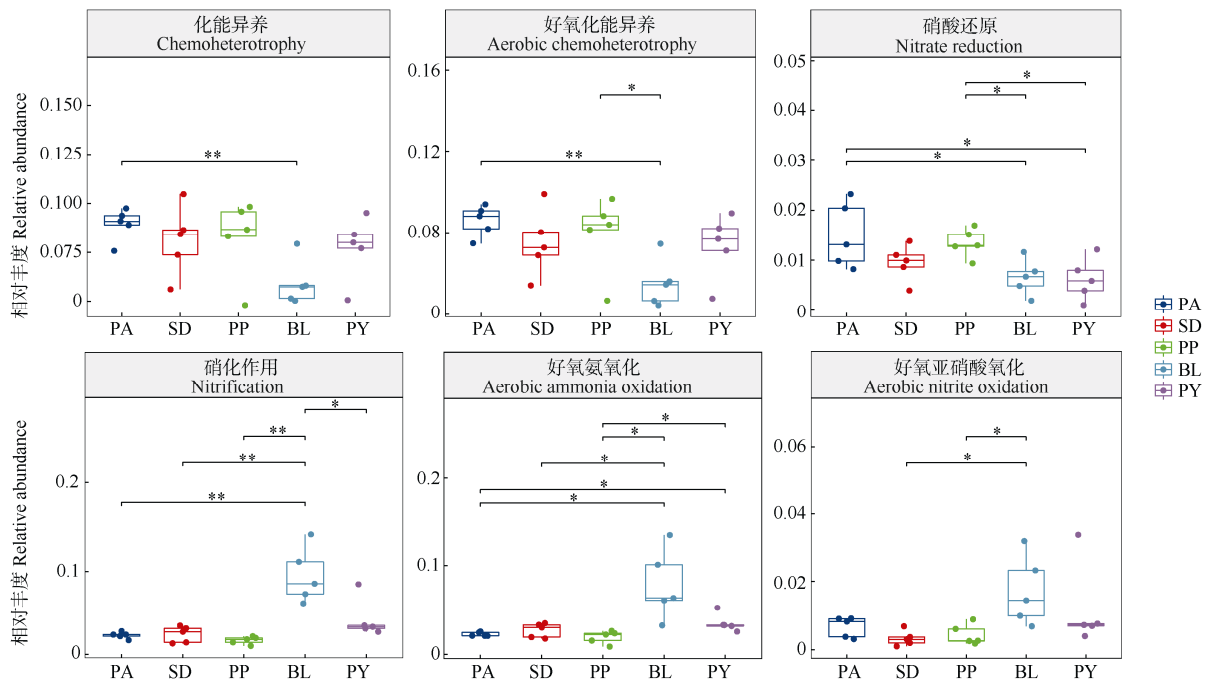 化能异养
Chemoheterotrophy
好氧化能异养
Aerobic chemoheterotrophy
硝酸还原
Nitrate reduction
相对丰度 Relative abundance
0.150
0.125
0.100
0.075
0
**
PA SD PP BL PY
0.16
0.12
0.08
0
*
**
PA SD PP BL PY
0.05
0.04
0.03
0.02
0.01
0
*
*
*
*
PA SD PP BL PY
硝化作用
Nitrification
好氧氨氧化
Aerobic ammonia oxidation
好氧亚硝酸氧化
Aerobic nitrite oxidation
相对丰度 Relative abundance
0.2
0.1
0
*
**
**
**
PA SD PP BL PY
0.2
0.1
0
*
*
*
*
*
PA SD PP BL PY
0.06
0.04
0.02
0
*
*
PA SD PP BL PY
PA
SD
PP
BL
PY